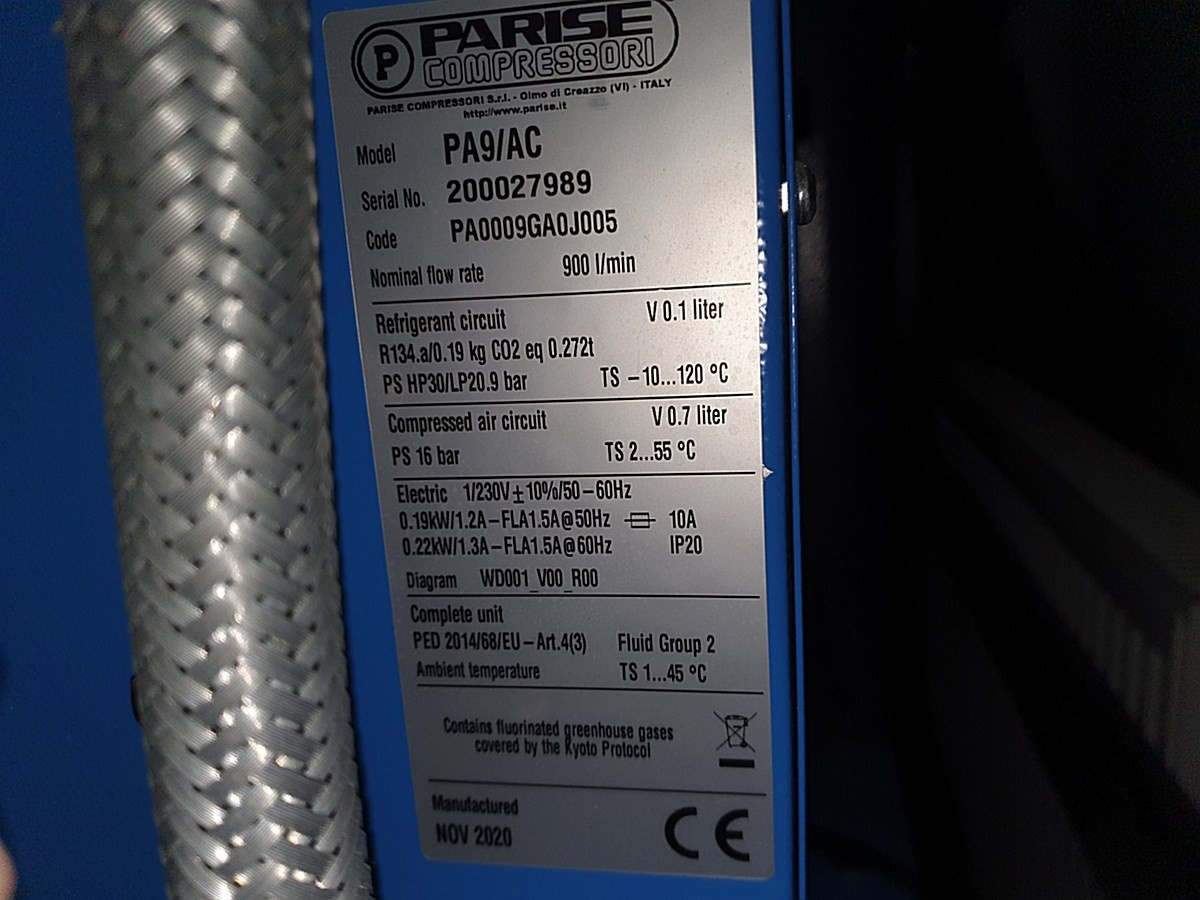 P PARISE
COMPRESSORI
PARISE COMPRESSORI S.r.l. - Olmo di Creazzo (VI) - ITALY
http://www.parise.it
Model PA9/AC
Serial No. 200027989
Code PA0009GA0J005
Nominal flow rate 900 l/min
Refrigerant circuit V 0.1 liter
R134.a/0.19 kg CO2 eq 0.272t
PS HP30/LP20.9 bar TS -10...120 °C
Compressed air circuit V 0.7 liter
PS 16 bar TS 2...55 °C
Electric 1/230V±10%/50-60Hz
0.19kW/1.2A-FLA1.5A@50Hz 10A
0.22kW/1.3A-FLA1.5A@60Hz IP20
Diagram WD001_V00_R00
Complete unit
PED 2014/68/EU-Art.4(3) Fluid Group 2
Ambient temperature TS 1...45 °C
Contains fluorinated greenhouse gases
covered by the Kyoto Protocol
Manufactured
NOV 2020 CE